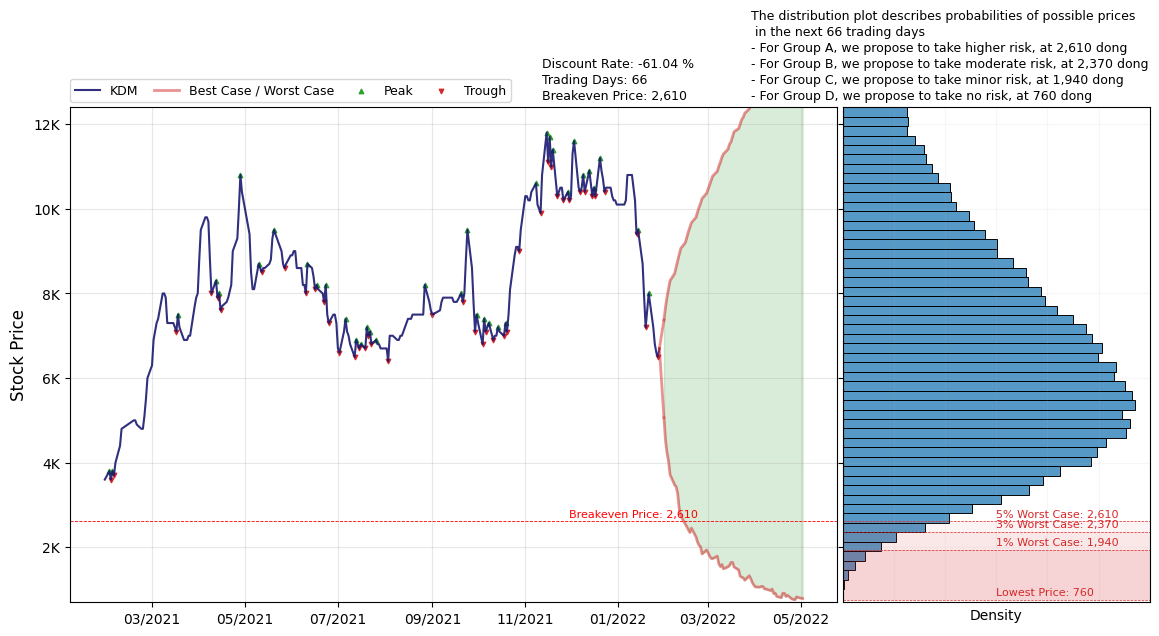 The distribution plot describes probabilities of possible prices
in the next 66 trading days
- For Group A, we propose to take higher risk, at 2,610 dong
- For Group B, we propose to take moderate risk, at 2,370 dong
- For Group C, we propose to take minor risk, at 1,940 dong
- For Group D, we propose to take no risk, at 760 dong
Discount Rate: -61.04 %
Trading Days: 66
Breakeven Price: 2,610
KDM Best Case / Worst Case Peak Trough
12K
10K
8K
6K
4K
2K
Stock Price
Breakeven Price: 2,610
5% Worst Case: 2,610
3% Worst Case: 2,370
1% Worst Case: 1,940
Lowest Price: 760
03/2021 05/2021 07/2021 09/2021 11/2021 01/2022 03/2022 05/2022
Density